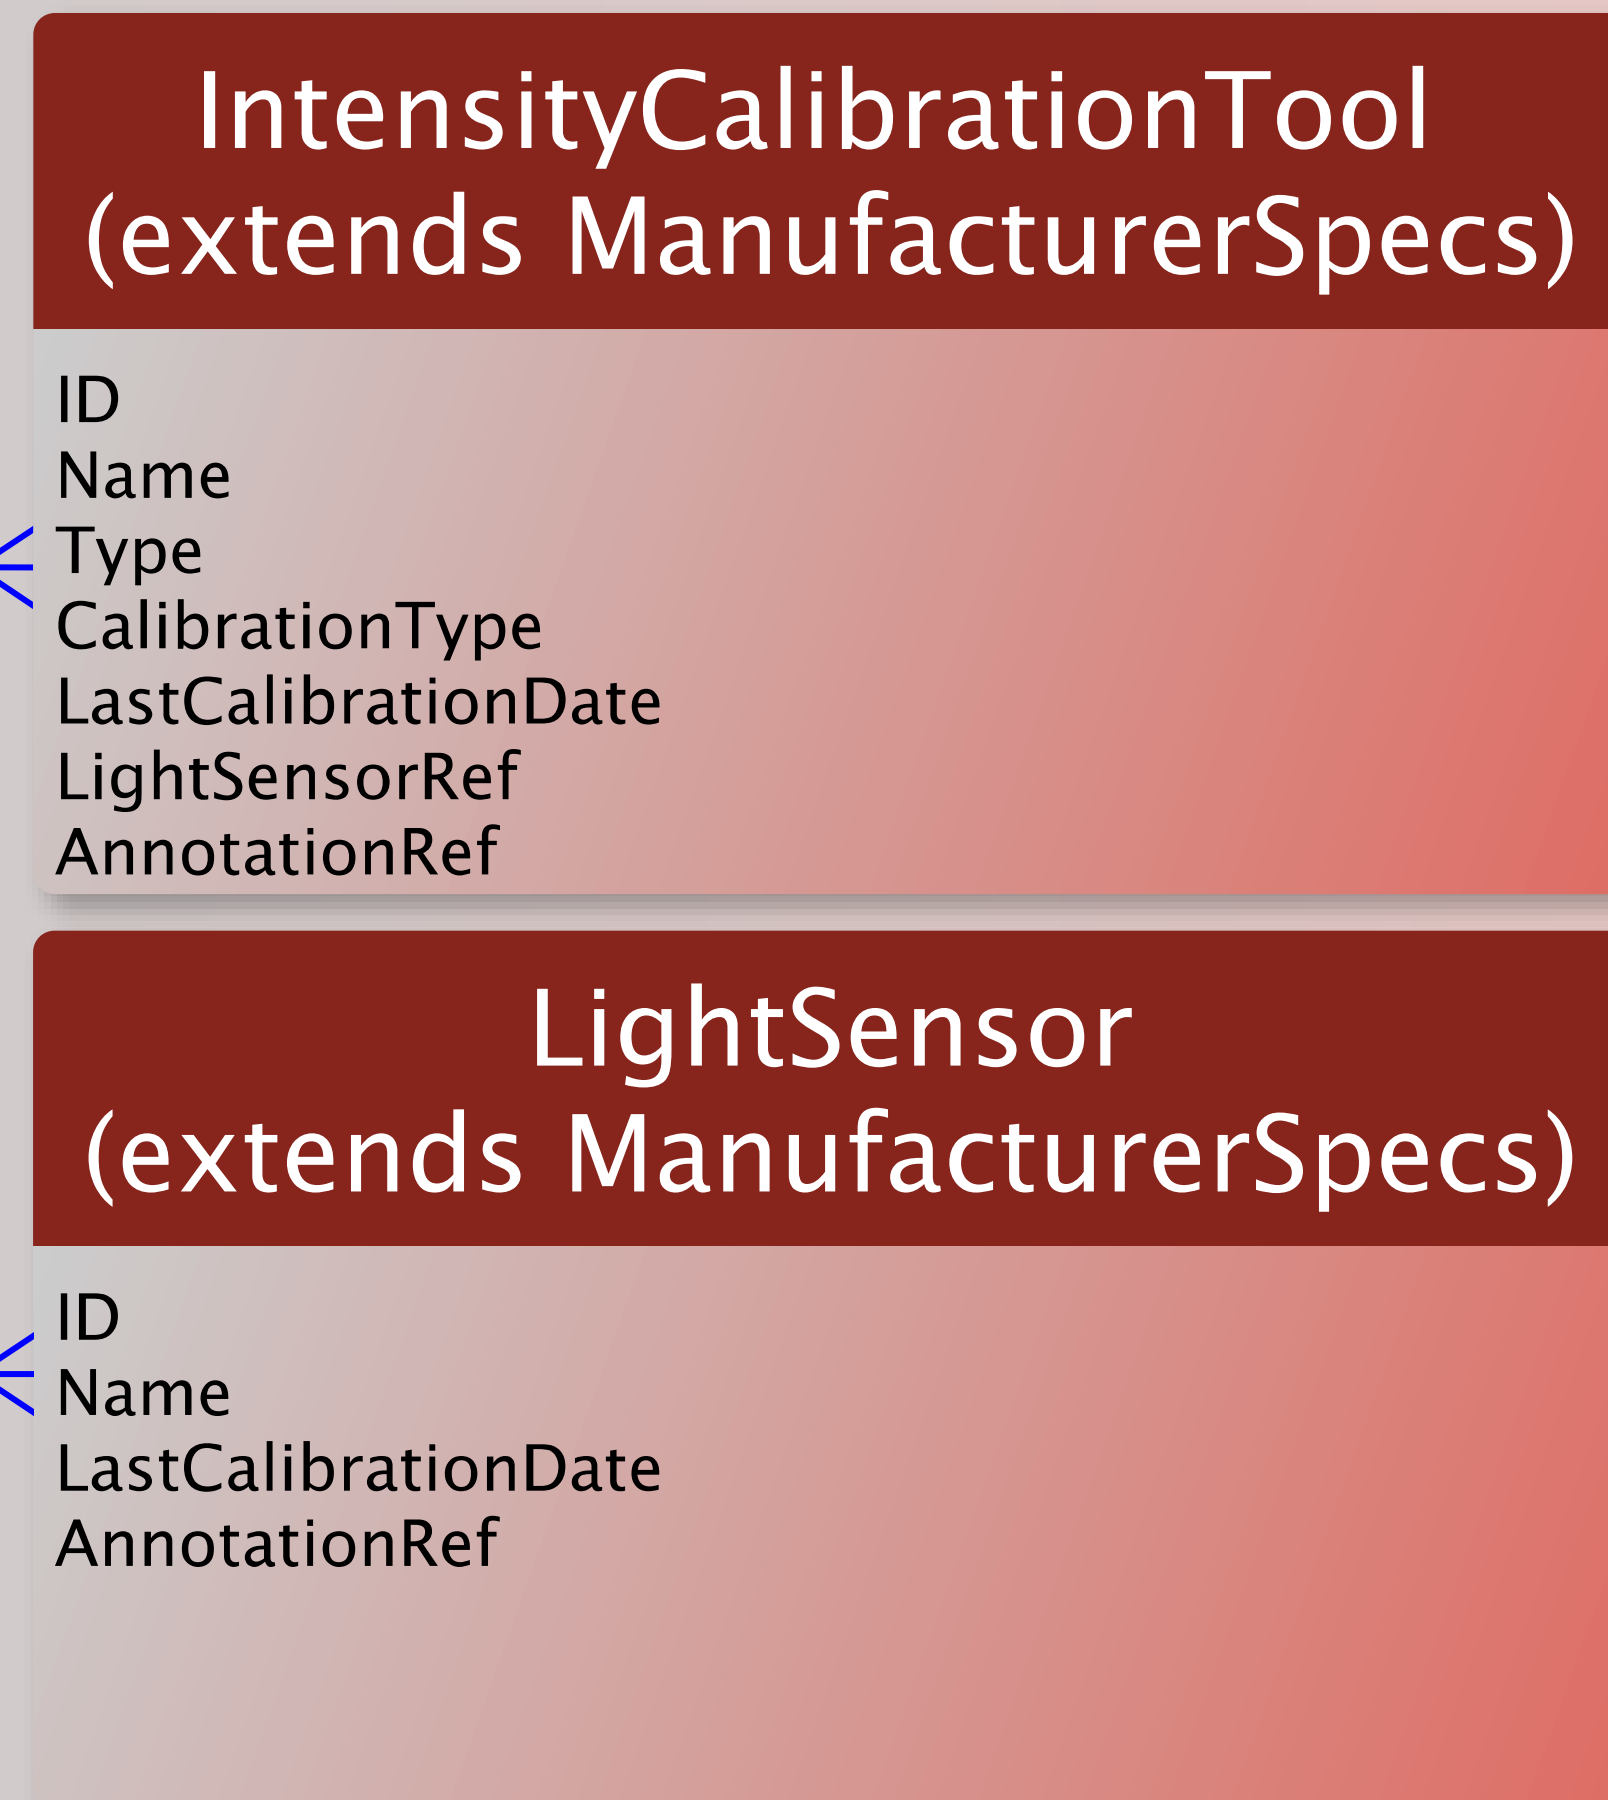 IntensityCalibrationTool
(extends ManufacturerSpecs)
ID
Name
Type
CalibrationType
LastCalibrationDate
LightSensorRef
AnnotationRef
LightSensor
(extends ManufacturerSpecs)
ID
Name
LastCalibrationDate
AnnotationRef